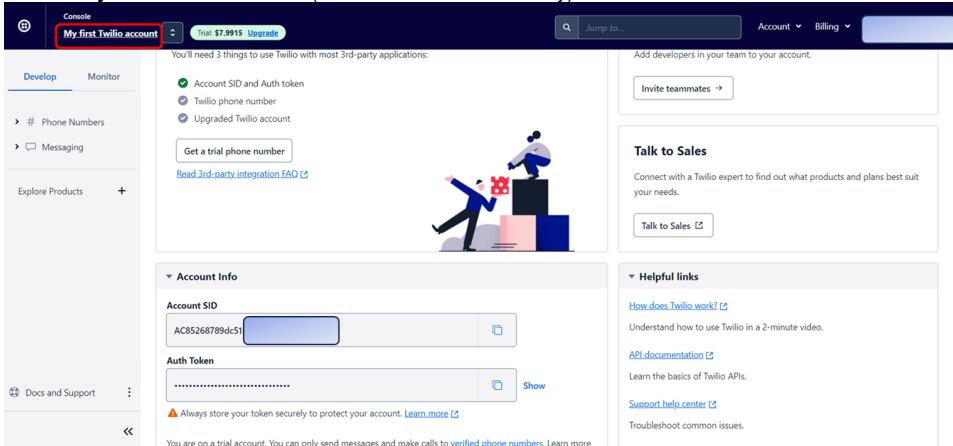 Console
My first Twilio account
Trial: $7.9915 Upgrade
Jump to...
Account
Billing
Develop
Monitor
# Phone Numbers
Messaging
Explore Products +
Docs and Support
You'll need 3 things to use Twilio with most 3rd-party applications:
Account SID and Auth token
Twilio phone number
Upgraded Twilio account
Get a trial phone number
Read 3rd-party integration FAQ
Add developers in your team to your account.
Invite teammates →
Talk to Sales
Connect with a Twilio expert to find out what products and plans best suit
your needs.
Talk to Sales
Account Info
Account SID
AC85268789dc51
Auth Token
••••••••••••••••••••••••••••••••
Show
Always store your token securely to protect your account. Learn more
You are on a trial account. You can only send messages and make calls to verified phone numbers. Learn more
Helpful links
How does Twilio work?
Understand how to use Twilio in a 2-minute video.
API documentation
Learn the basics of Twilio APIs.
Support help center
Troubleshoot common issues.